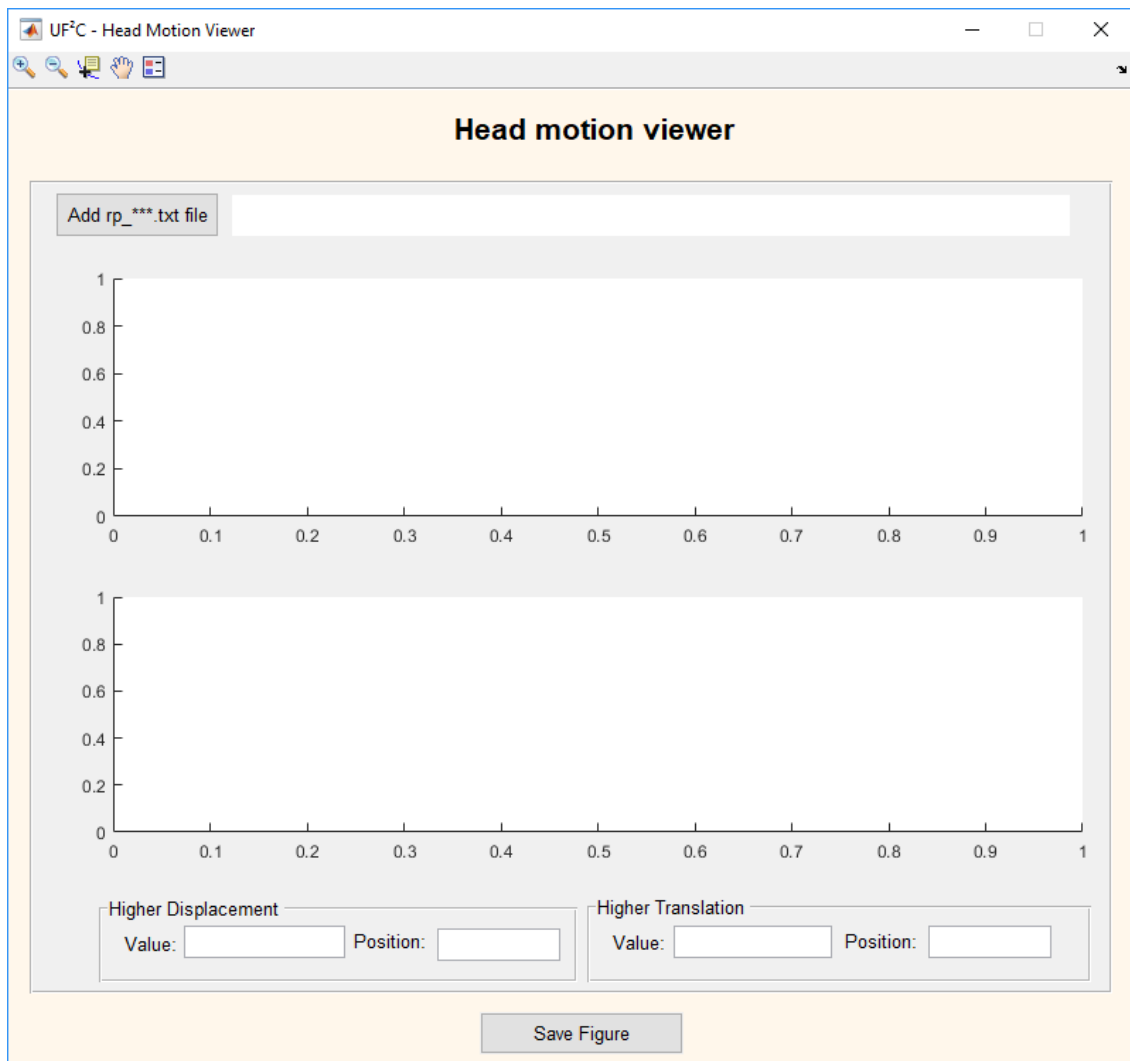 UF²C - Head Motion Viewer
Head motion viewer
Add rp_***.txt file
1
0.8
0.6
0.4
0.2
0
0 0.1 0.2 0.3 0.4 0.5 0.6 0.7 0.8 0.9 1
1
0.8
0.6
0.4
0.2
0
0 0.1 0.2 0.3 0.4 0.5 0.6 0.7 0.8 0.9 1
Higher Displacement Higher Translation
Value: Position: Value: Position:
Save Figure